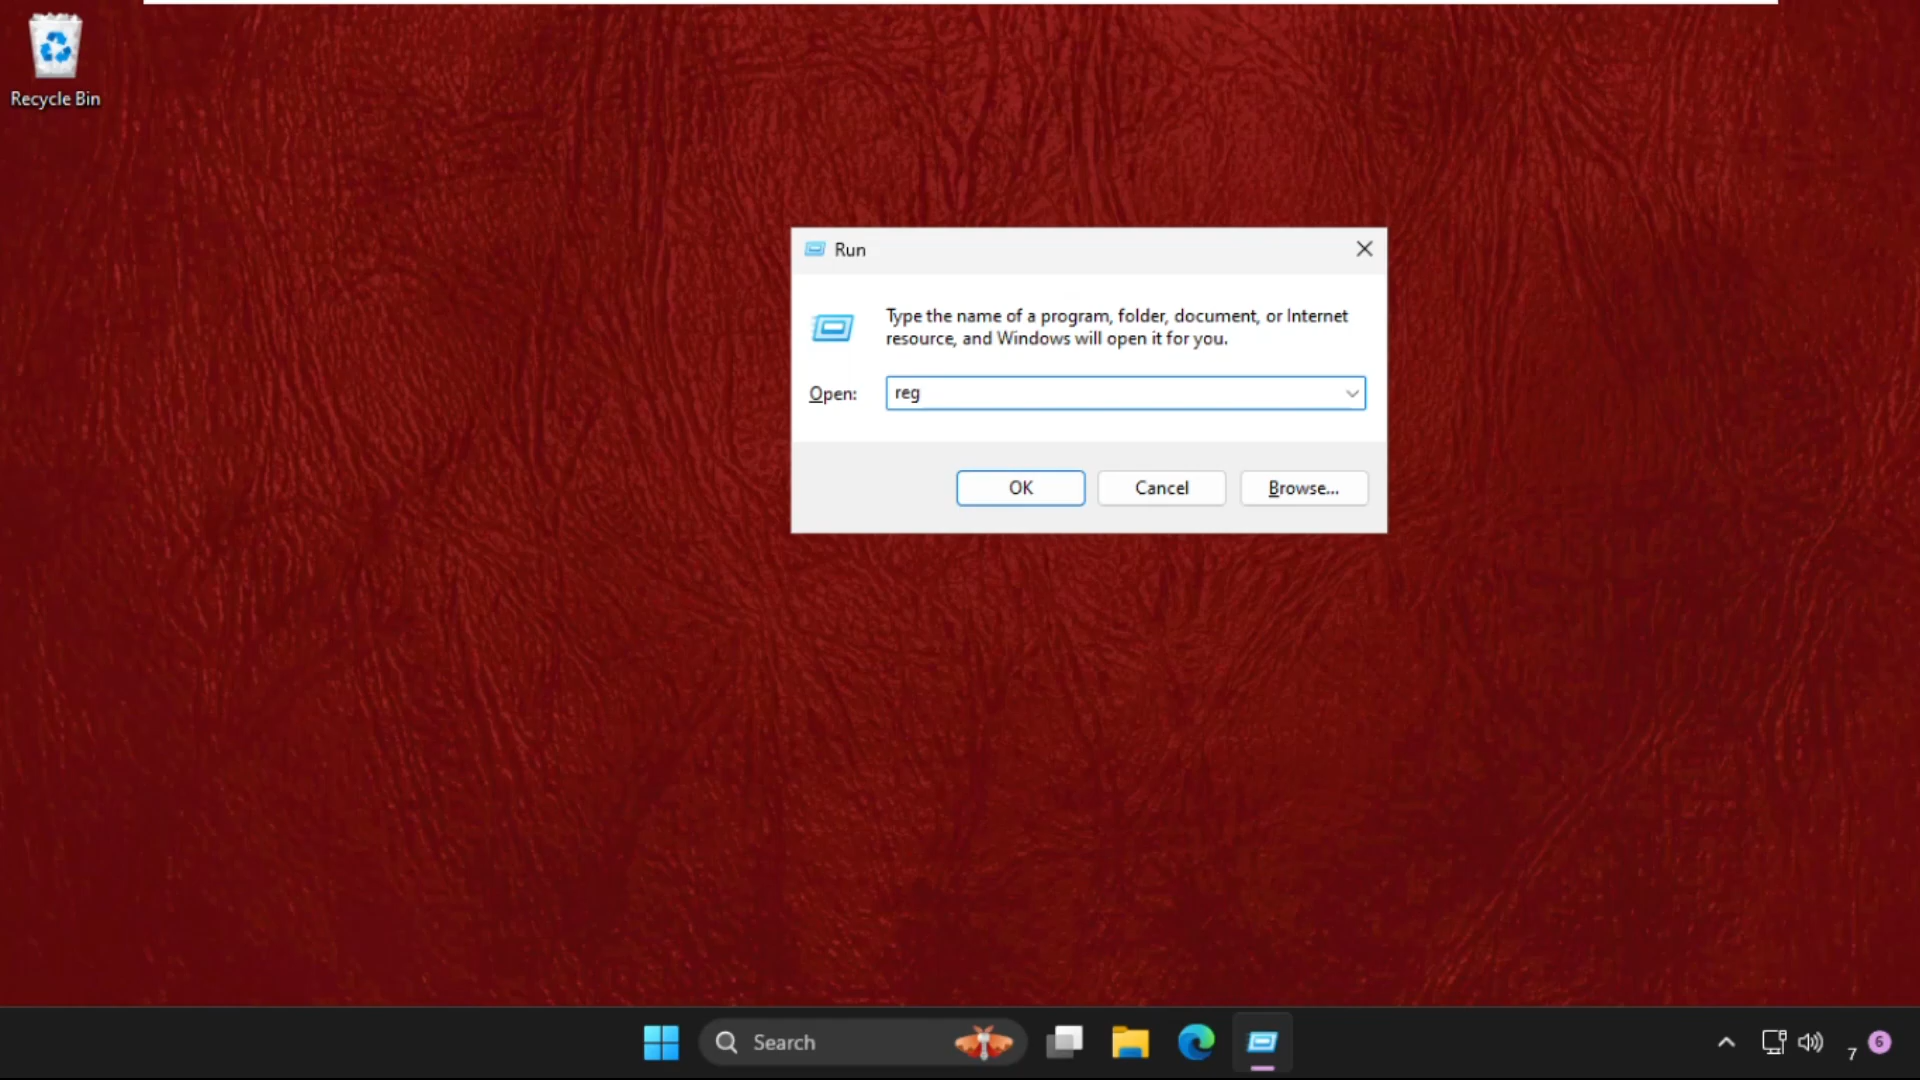 Recycle Bin
Run
Type the name of a program, folder, document, or Internet
resource, and Windows will open it for you.
Open:
reg
OK
Cancel
Browse...
Search
7
6